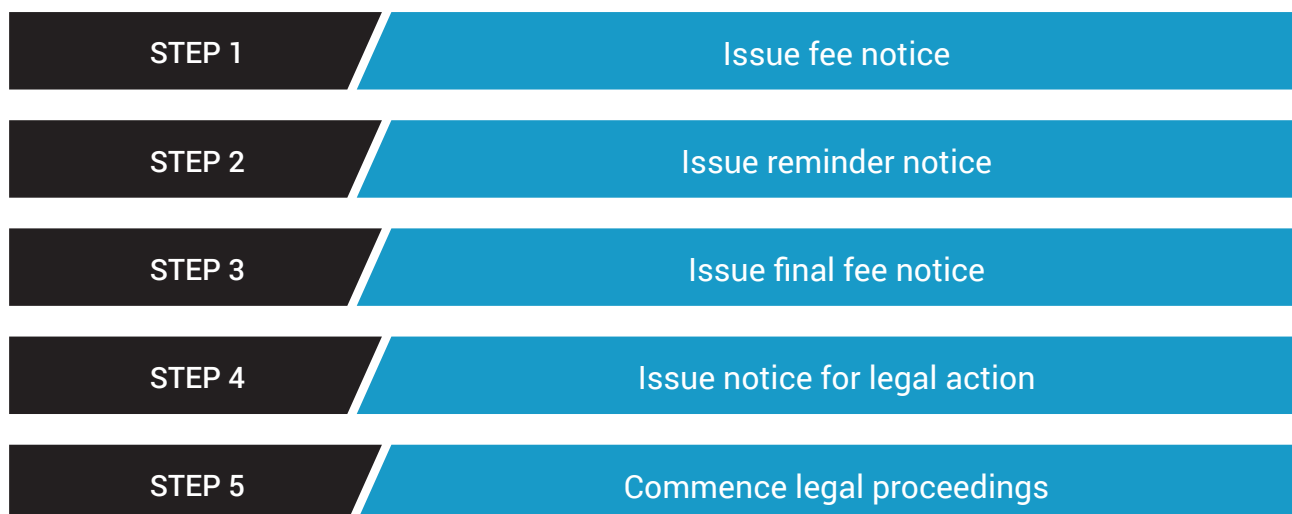 STEP 1 Issue fee notice
STEP 2 Issue reminder notice
STEP 3 Issue final fee notice
STEP 4 Issue notice for legal action
STEP 5 Commence legal proceedings